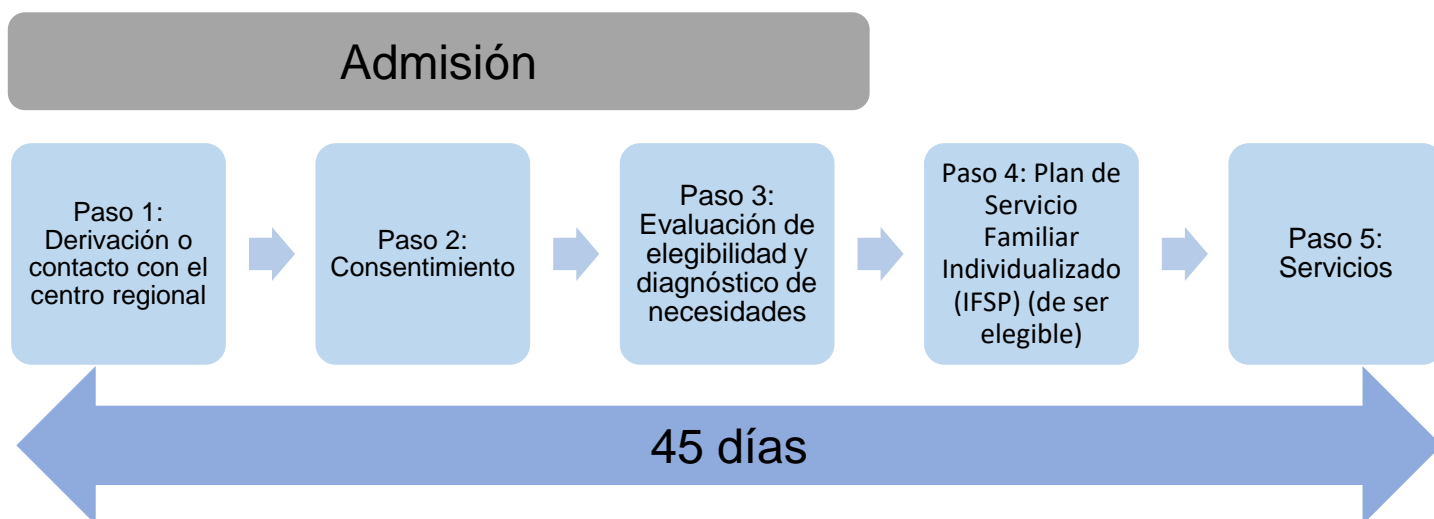 Admisión
Paso 1:
Derivación o
contacto con el
centro regional
Paso 2:
Consentimiento
Paso 3:
Evaluación de
elegibilidad y
diagnóstico de
necesidades
Paso 4: Plan de
Servicio
Familiar
Individualizado
(IFSP) (de ser
elegible)
Paso 5:
Servicios
45 días